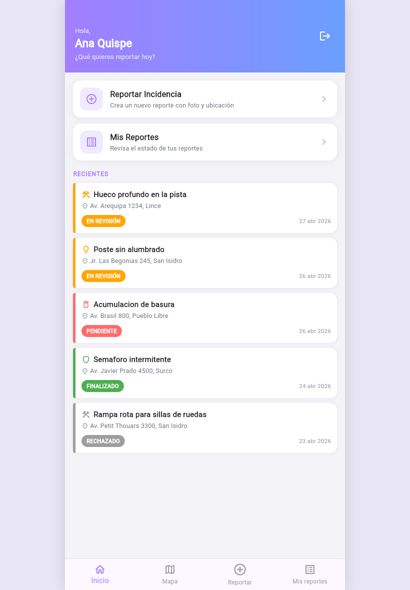 Hola,
Ana Quispe
¿Qué quieres reportar hoy?
Reportar Incidencia
Crea un nuevo reporte con foto y ubicación
Mis Reportes
Revisa el estado de tus reportes
RECIENTES
Hueco profundo en la pista
Av. Arequipa 1234, Lince
EN REVISIÓN 27 abr 2026
Poste sin alumbrado
Jr. Las Begonias 245, San Isidro
EN REVISIÓN 26 abr 2026
Acumulacion de basura
Av. Brasil 800, Pueblo Libre
PENDIENTE 26 abr 2026
Semaforo intermitente
Av. Javier Prado 4500, Surco
FINALIZADO 24 abr 2026
Rampa rota para sillas de ruedas
Av. Petit Thouars 3300, San Isidro
RECHAZADO 23 abr 2026
Inicio Mapa Reportar Mis reportes